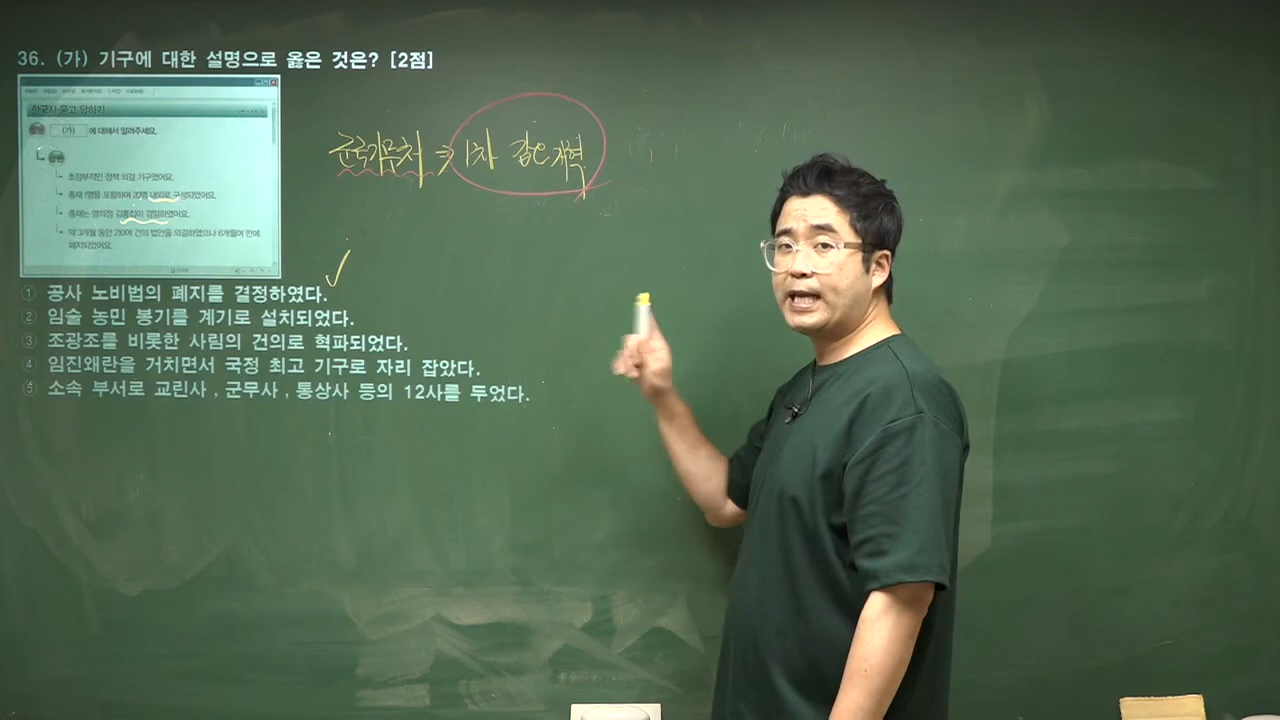 36. (가) 기구에 대한 설명으로 옳은 것은? [2점]
한국사 묻고 답하기
(가) 에 대해서 알려주세요.
초정부적인 정책 의결 기구였어요.
총재 1명을 포함하여 20명 내외로 구성되었어요.
총재는 영의정 김홍집이 겸임하였어요.
약 3개월 동안 210여 건의 법안을 의결하였으나 6개월여 만에
폐지되었어요.
군국기무처 ⇒ 1차 갑오개혁
① 공사 노비법의 폐지를 결정하였다.
② 임술 농민 봉기를 계기로 설치되었다.
③ 조광조를 비롯한 사림의 건의로 혁파되었다.
④ 임진왜란을 거치면서 국정 최고 기구로 자리 잡았다.
⑤ 소속 부서로 교린사 , 군무사 , 통상사 등의 12사를 두었다.